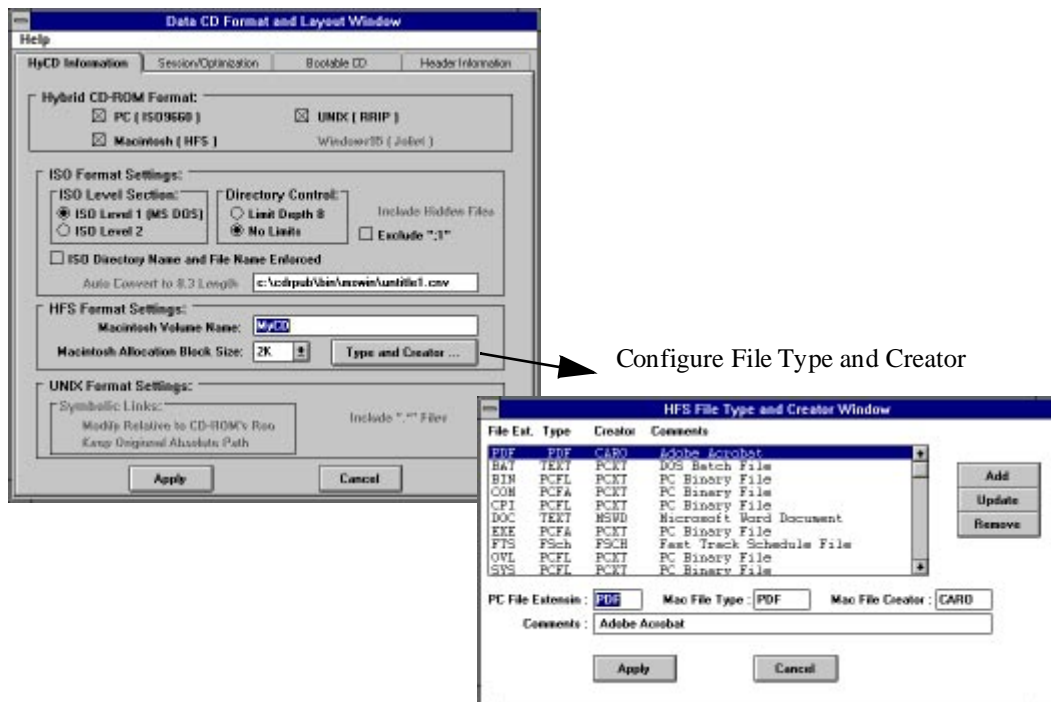 Data CD Format and Layout Window
Help
HyCD Information Session/Optimization Bootable CD Header Information
Hybrid CD-ROM Format:
PC ( ISO9660 ) UNIX ( RRIP )
Macintosh ( HFS ) Windows95 ( Joliet )
ISO Format Settings:
ISO Level Section: Directory Control:
ISO Level 1 (MS DOS) Limit Depth 8 Include Hidden Files
ISO Level 2 No Limits Exclude ";1"
ISO Directory Name and File Name Enforced
Auto Convert to 8.3 Length c:\cdrpub\bin\mswin\untitle1.cnv
HFS Format Settings:
Macintosh Volume Name: MyCD
Macintosh Allocation Block Size: 2K Type and Creator ...
Configure File Type and Creator
UNIX Format Settings:
Symbolic Links:
Modify Relative to CD-ROM's Roo Include ".*" Files
Keep Original Absolute Path
Apply Cancel
HFS File Type and Creator Window
File Ext. Type Creator Comments
PDF PDF CARO Adobe Acrobat
BAT TEXT PCXT DOS Batch File
BIN PCFL PCXT PC Binary File
COM PCFA PCXT PC Binary File
CPI PCFL PCXT PC Binary File
DOC TEXT MSWD Microsoft Word Document
EXE PCFA PCXT PC Binary File
FTS FSch FSCH Fast Track Schedule File
OVL PCFL PCXT PC Binary File
SYS PCFL PCXT PC Binary File
Add
Update
Remove
PC File Extensin : PDF Mac File Type : PDF Mac File Creator : CARO
Comments : Adobe Acrobat
Apply Cancel